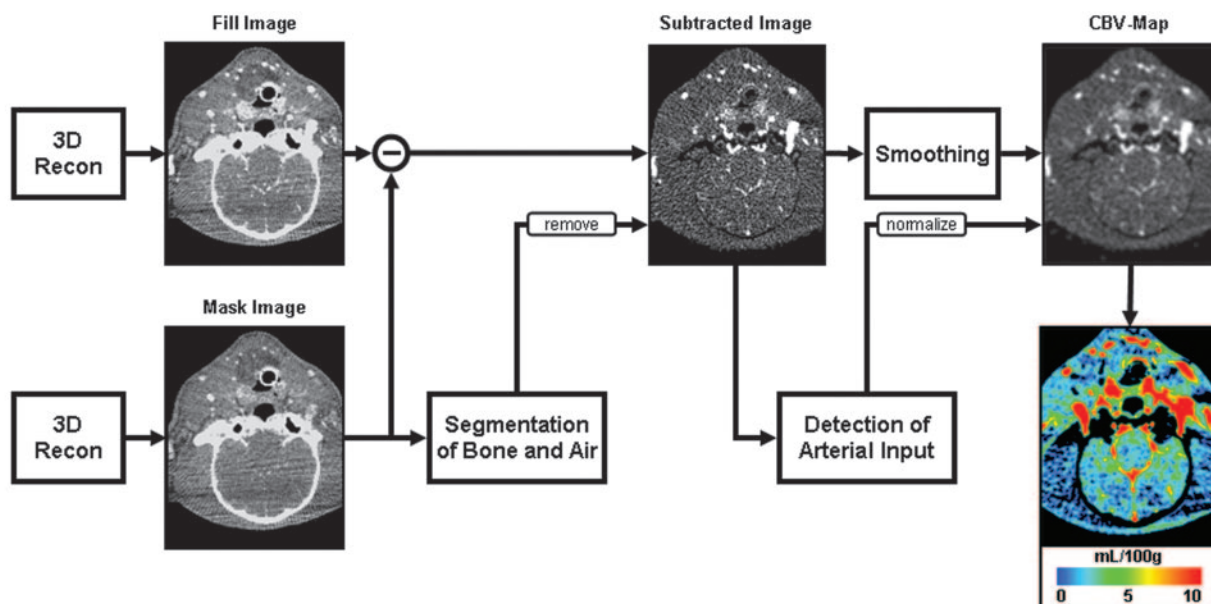 Fill Image
Subtracted Image
CBV-Map
3D
Recon
−
Smoothing
remove
normalize
Mask Image
3D
Recon
Segmentation
of Bone and Air
Detection of
Arterial Input
mL/100g
0 5 10